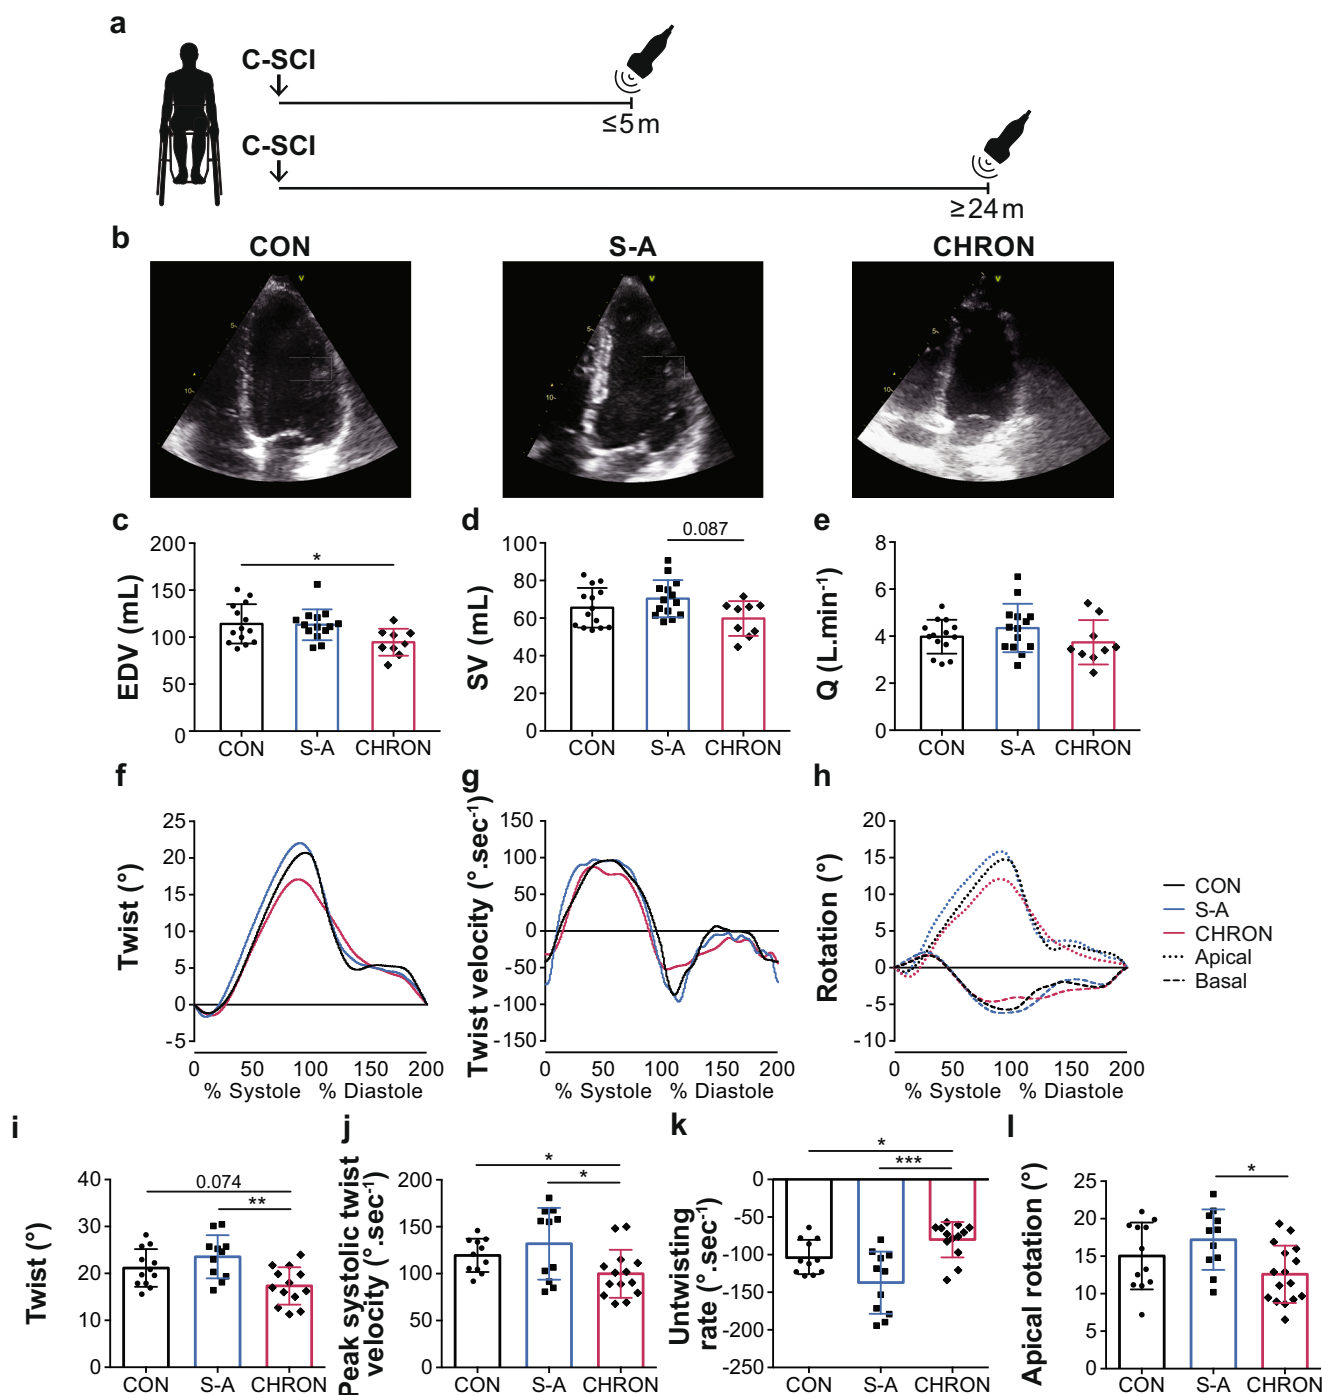 a
C-SCI
≤5m
C-SCI
≥24m
b
CON
S-A
CHRON
V
V
V
5
5
5
10
10
10
c
d
e
EDV (mL)
200
150
100
50
0
*
CON
S-A
CHRON
SV (mL)
100
80
60
40
20
0
0.087
CON
S-A
CHRON
Q (L.min-1)
8
6
4
2
0
CON
S-A
CHRON
f
g
h
Twist (°)
25
20
15
10
5
0
-5
0
50
100
150
200
% Systole
% Diastole
Twist velocity (°.sec-1)
150
100
50
0
-50
-100
-150
0
50
100
150
200
% Systole
% Diastole
Rotation (°)
20
15
10
5
0
-5
-10
0
50
100
150
200
% Systole
% Diastole
CON
S-A
CHRON
Apical
Basal
i
j
k
l
Twist (°)
40
30
20
10
0
0.074
**
CON
S-A
CHRON
Peak systolic twist
velocity (°.sec-1)
200
150
100
50
0
*
*
CON
S-A
CHRON
Untwisting
rate (°.sec-1)
0
-50
-100
-150
-200
-250
*
***
CON
S-A
CHRON
Apical rotation (°)
25
20
15
10
5
0
*
CON
S-A
CHRON